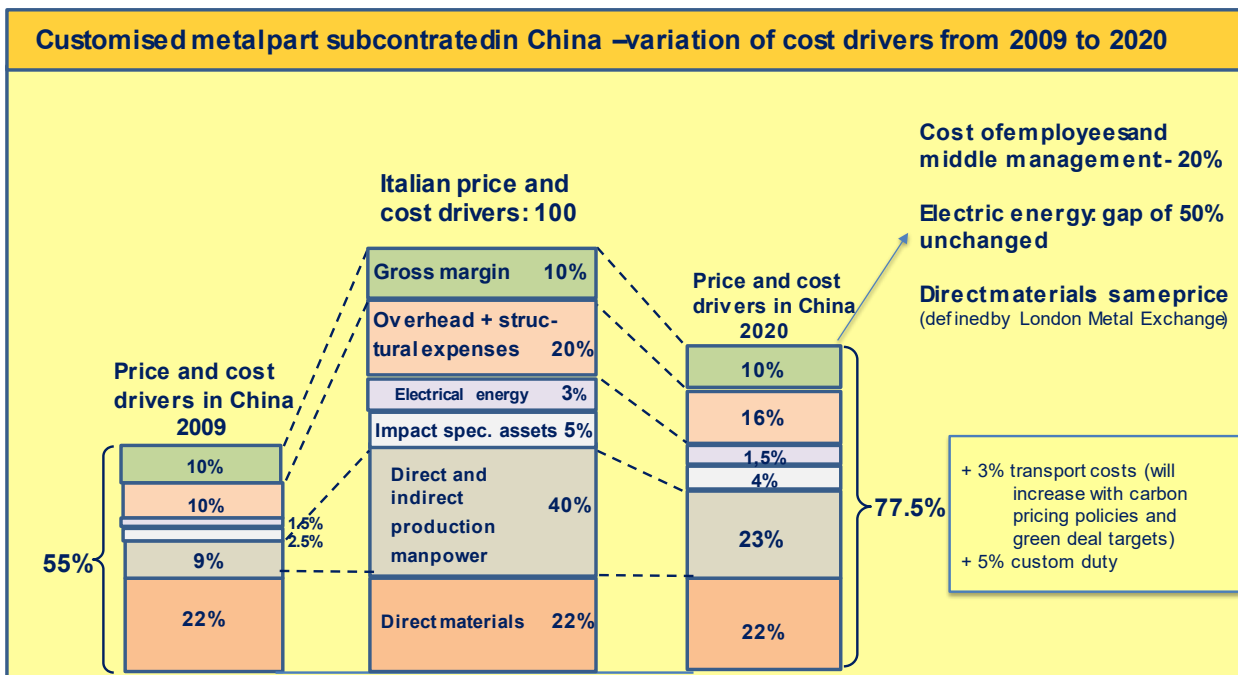 Customised metalpart subcontratedin China –variation of cost drivers from 2009 to 2020
Price and cost
drivers in China
2009
10%
10%
1.5%
2.5%
9%
22%
55%
Italian price and
cost drivers: 100
Gross margin 10%
Overhead + struc-
tural expenses 20%
Electrical energy 3%
Impact spec. assets 5%
Direct and
indirect
production
manpower
40%
Direct materials 22%
Price and cost
drivers in China
2020
10%
16%
1,5%
4%
23%
22%
77.5%
Cost ofempoyeesand
middle management:- 20%
Electric energy: gap of 50%
unchanged
Directmaterials sameprice
(definedby London Metal Exchange)
+ 3% transport costs (will
increase with carbon
pricing policies and
green deal targets)
+ 5% custom duty